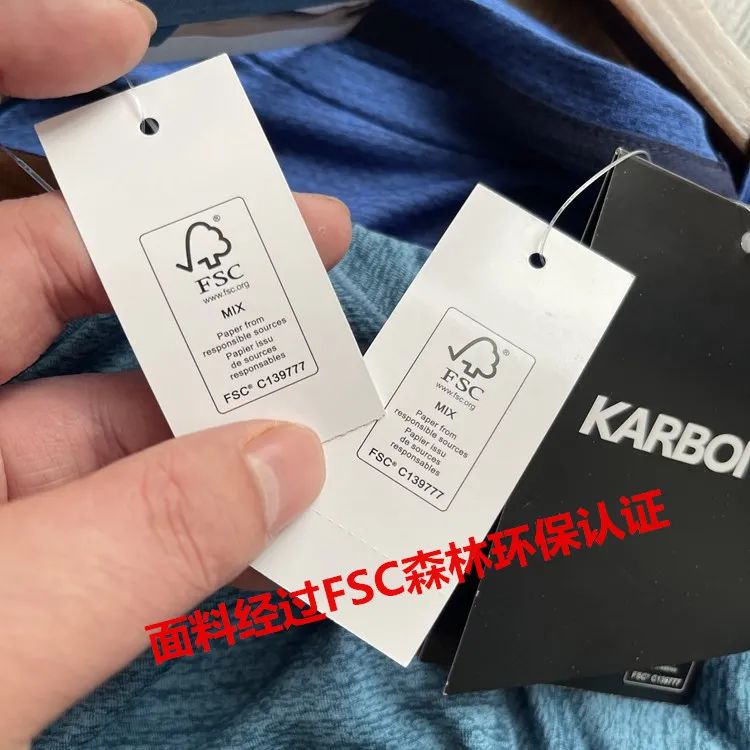 FSC®
www.fsc.org
MIX
Paper from
responsible sources
Papier issu
de sources
responsables
FSC® C139777
FSC
www.fsc.org
MIX
Paper from
responsible sources
Papier issu
de sources
responsables
FSC® C139777
KARBO
面料经过FSC森林环保认证
FSC® C139777